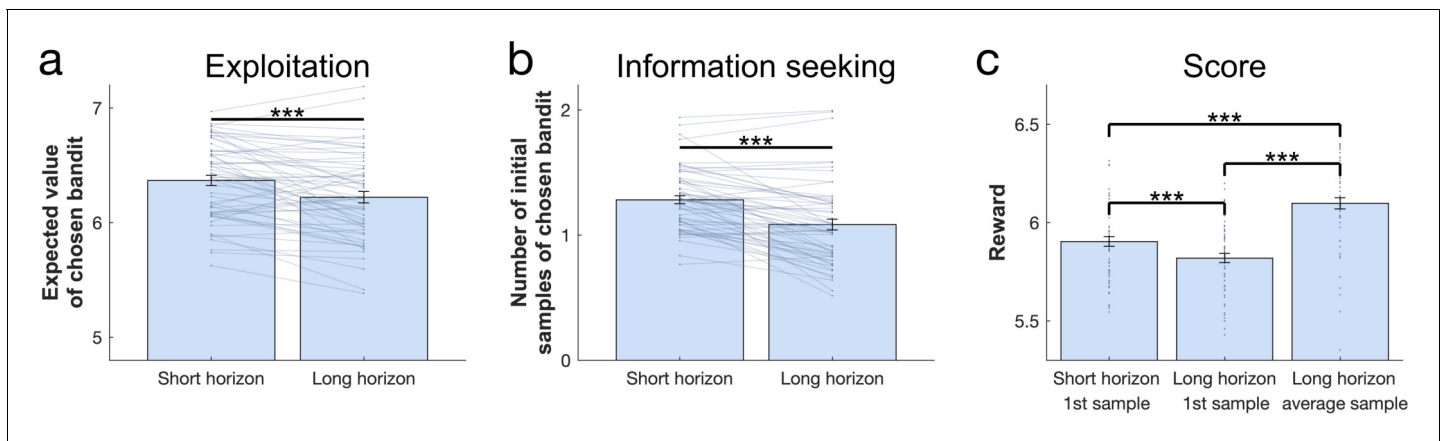 a
Exploitation
Expected value
of chosen bandit
7
6
5
***
Short horizon
Long horizon
b
Information seeking
Number of initial
samples of chosen bandit
2
1
0
***
Short horizon
Long horizon
c
Score
Reward
6.5
6
5.5
***
***
***
Short horizon
1st sample
Long horizon
1st sample
Long horizon
average sample